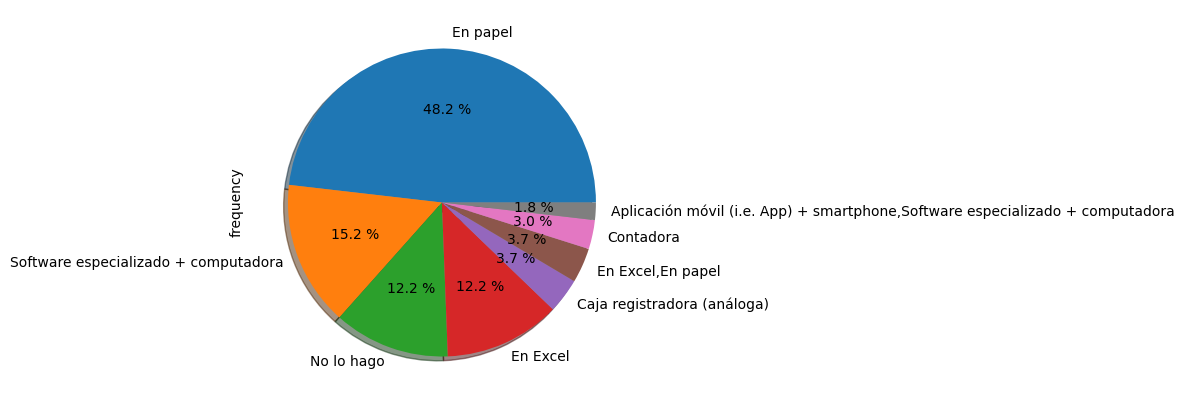 En papel
48.2 %
frequency
1.8 %
Aplicación móvil (i.e. App) + smartphone,Software especializado + computadora
3.0 %
Contadora
15.2 %
3.7 %
Software especializado + computadora
3.7 %
En Excel,En papel
12.2 %
12.2 %
Caja registradora (análoga)
En Excel
No lo hago